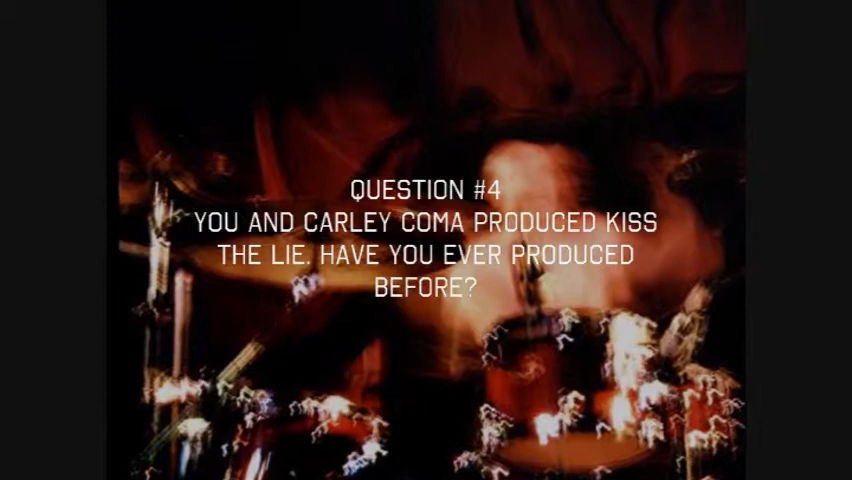 QUESTION #4
YOU AND CARLEY COMA PRODUCED KISS
THE LIE. HAVE YOU EVER PRODUCED
BEFORE?